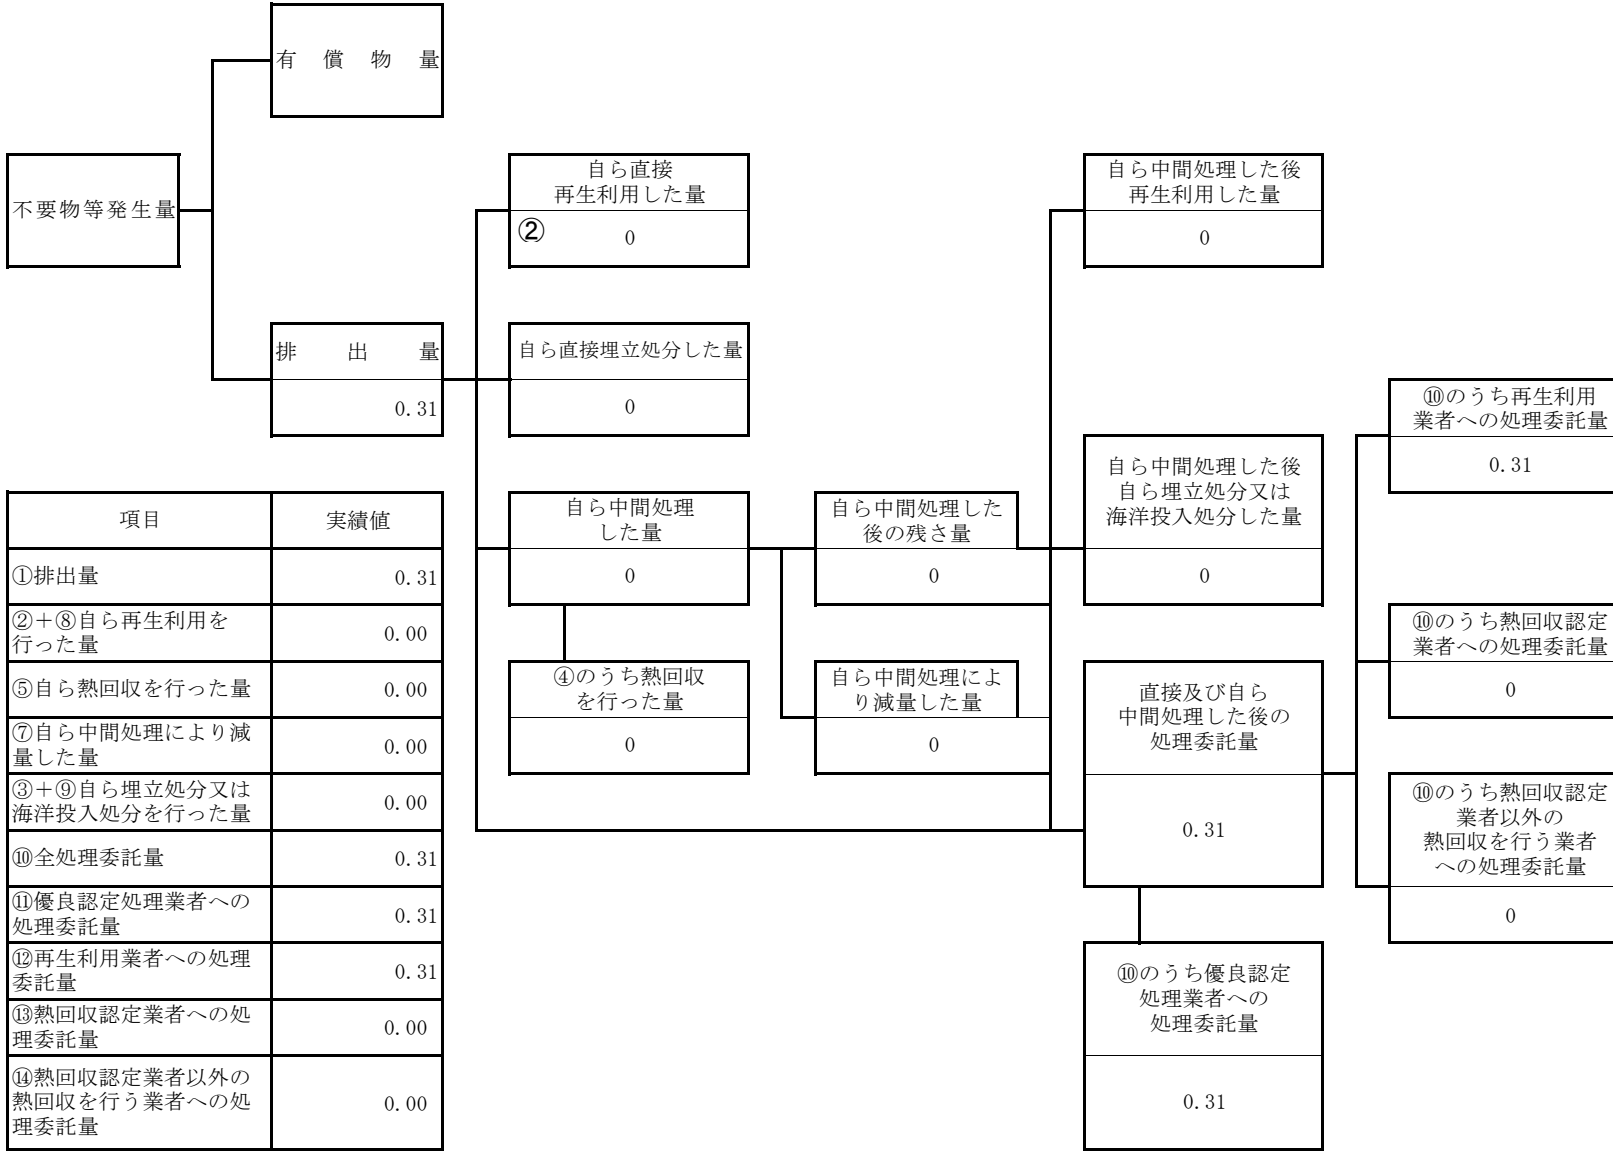 有償物量
不要物等発生量
自ら直接
再生利用した量
② 0
自ら中間処理した後
再生利用した量
0
排出量
0.31
自ら直接埋立処分した量
0
⑩のうち再生利用
業者への処理委託量
0.31
自ら中間処理
した量
0
自ら中間処理した
後の残さ量
0
自ら中間処理した後
自ら埋立処分又は
海洋投入処分した量
0
④のうち熱回収
を行った量
0
自ら中間処理によ
り減量した量
0
直接及び自ら
中間処理した後の
処理委託量
0.31
⑩のうち熱回収認定
業者への処理委託量
0
⑩のうち熱回収認定
業者以外の
熱回収を行う業者
への処理委託量
0
⑩のうち優良認定
処理業者への
処理委託量
0.31
項目 実績値
①排出量 0.31
②+⑧自ら再生利用を
行った量 0.00
⑤自ら熱回収を行った量 0.00
⑦自ら中間処理により減
量した量 0.00
③+⑨自ら埋立処分又は
海洋投入処分を行った量 0.00
⑩全処理委託量 0.31
⑪優良認定処理業者への
処理委託量 0.31
⑫再生利用業者への処理
委託量 0.31
⑬熱回収認定業者への処
理委託量 0.00
⑭熱回収認定業者以外の
熱回収を行う業者への処
理委託量 0.00